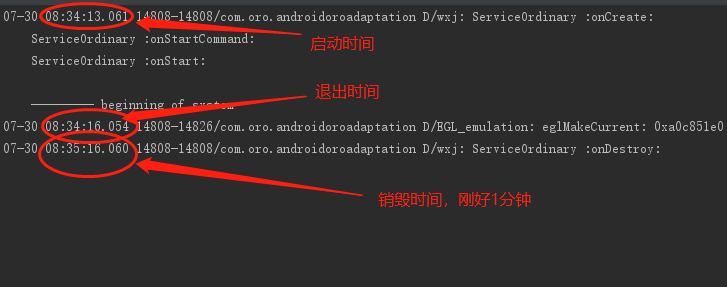 07-30 08:34:13.061 14808-14808/com.oro.androidoroadaptation D/wxj: ServiceOrdinary :onCreate:
ServiceOrdinary :onStartCommand:
启动时间
ServiceOrdinary :onStart:
退出时间
--------- beginning of system
07-30 08:34:16.054 14808-14826/com.oro.androidoroadaptation D/EGL_emulation: eglMakeCurrent: 0xa0c851e0
07-30 08:35:16.060 14808-14808/com.oro.androidoroadaptation D/wxj: ServiceOrdinary :onDestroy:
销毁时间，刚好1分钟